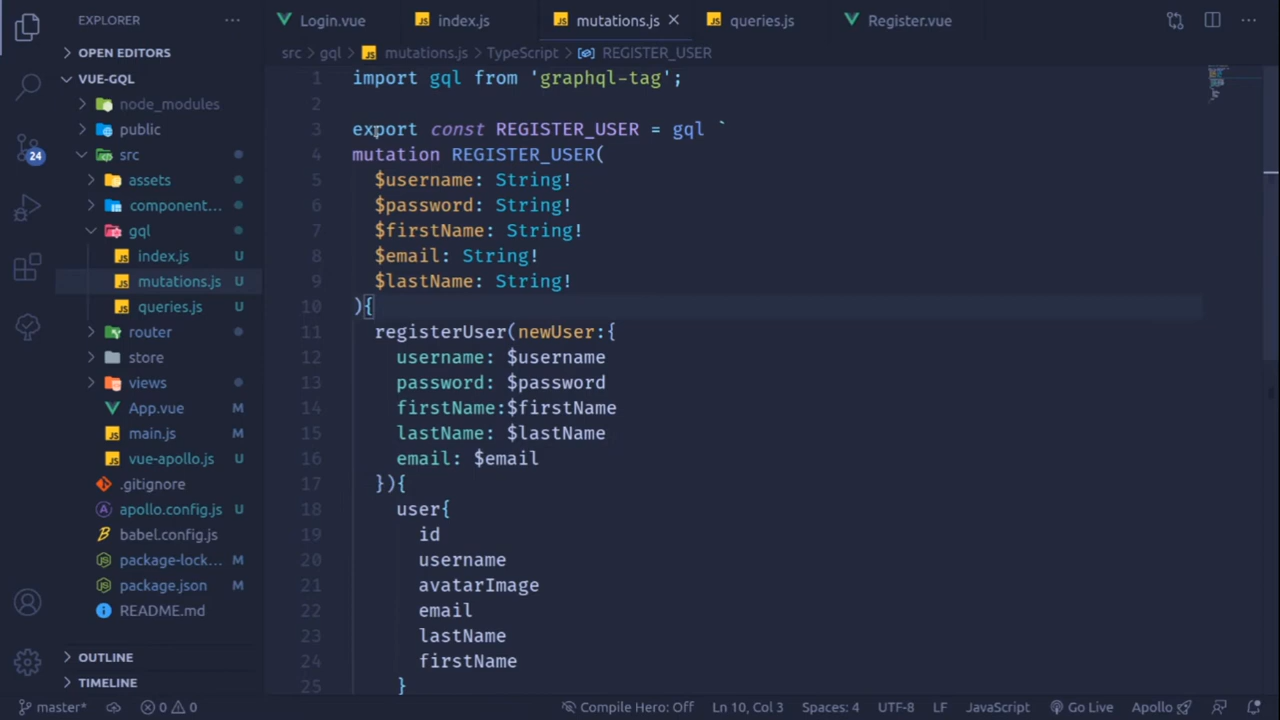 EXPLORER
Login.vue
index.js
mutations.js
queries.js
Register.vue
OPEN EDITORS
src
gql
mutations.js
TypeScript
REGISTER_USER
VUE-GQL
node_modules
public
src
assets
component...
gql
index.js U
mutations.js U
queries.js U
router
store
views
App.vue M
main.js M
vue-apollo.js U
.gitignore
apollo.config.js U
babel.config.js
package-lock... M
package.json M
README.md
OUTLINE
TIMELINE
24
1 import gql from 'graphql-tag';
2
3 export const REGISTER_USER = gql `
4 mutation REGISTER_USER(
5 $username: String!
6 $password: String!
7 $firstName: String!
8 $email: String!
9 $lastName: String!
10 ){
11 registerUser(newUser:{
12 username: $username
13 password: $password
14 firstName:$firstName
15 lastName: $lastName
16 email: $email
17 }){
18 user{
19 id
20 username
21 avatarImage
22 email
23 lastName
24 firstName
25 }
master* 0 0 Compile Hero: Off Ln 10, Col 3 Spaces: 4 UTF-8 LF JavaScript Go Live Apollo